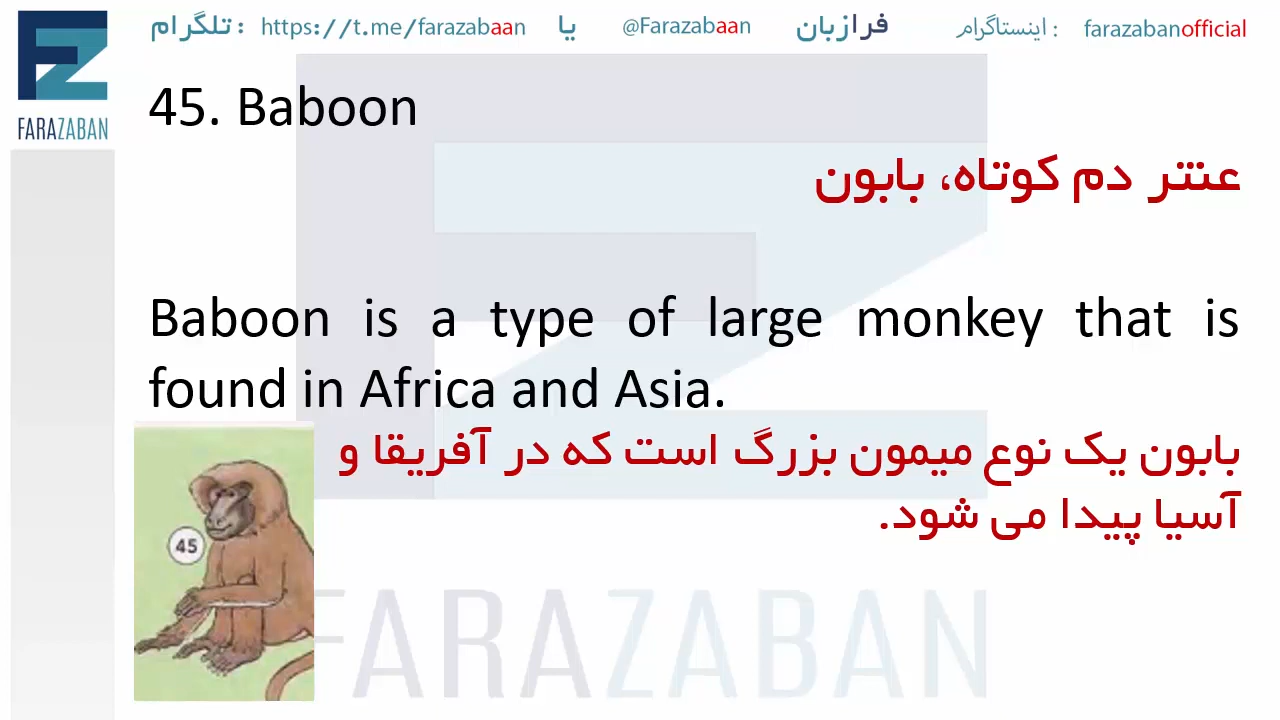 تلگرام : https://t.me/farazabaan یا @Farazabaan فرازبان اینستاگرام : farazabanofficial
FARAZABAN
45. Baboon
عنتر دم کوتاه، بابون
Baboon is a type of large monkey that is
found in Africa and Asia.
بابون یک نوع میمون بزرگ است که در آفریقا و
آسیا پیدا می شود.
45
FARAZABAN